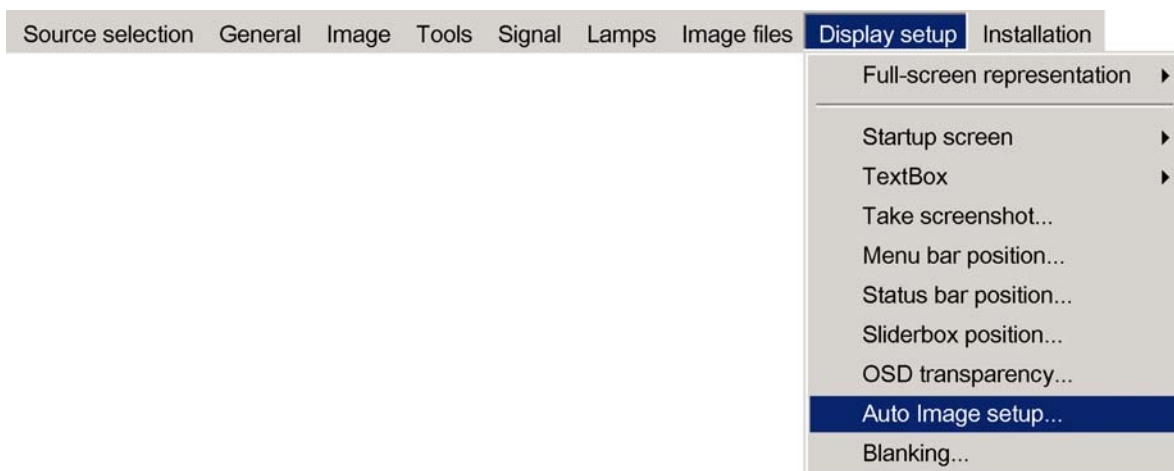 Source selection General Image Tools Signal Lamps Image files Display setup Installation
Full-screen representation
Startup screen
TextBox
Take screenshot...
Menu bar position...
Status bar position...
Sliderbox position...
OSD transparency...
Auto Image setup...
Blanking...